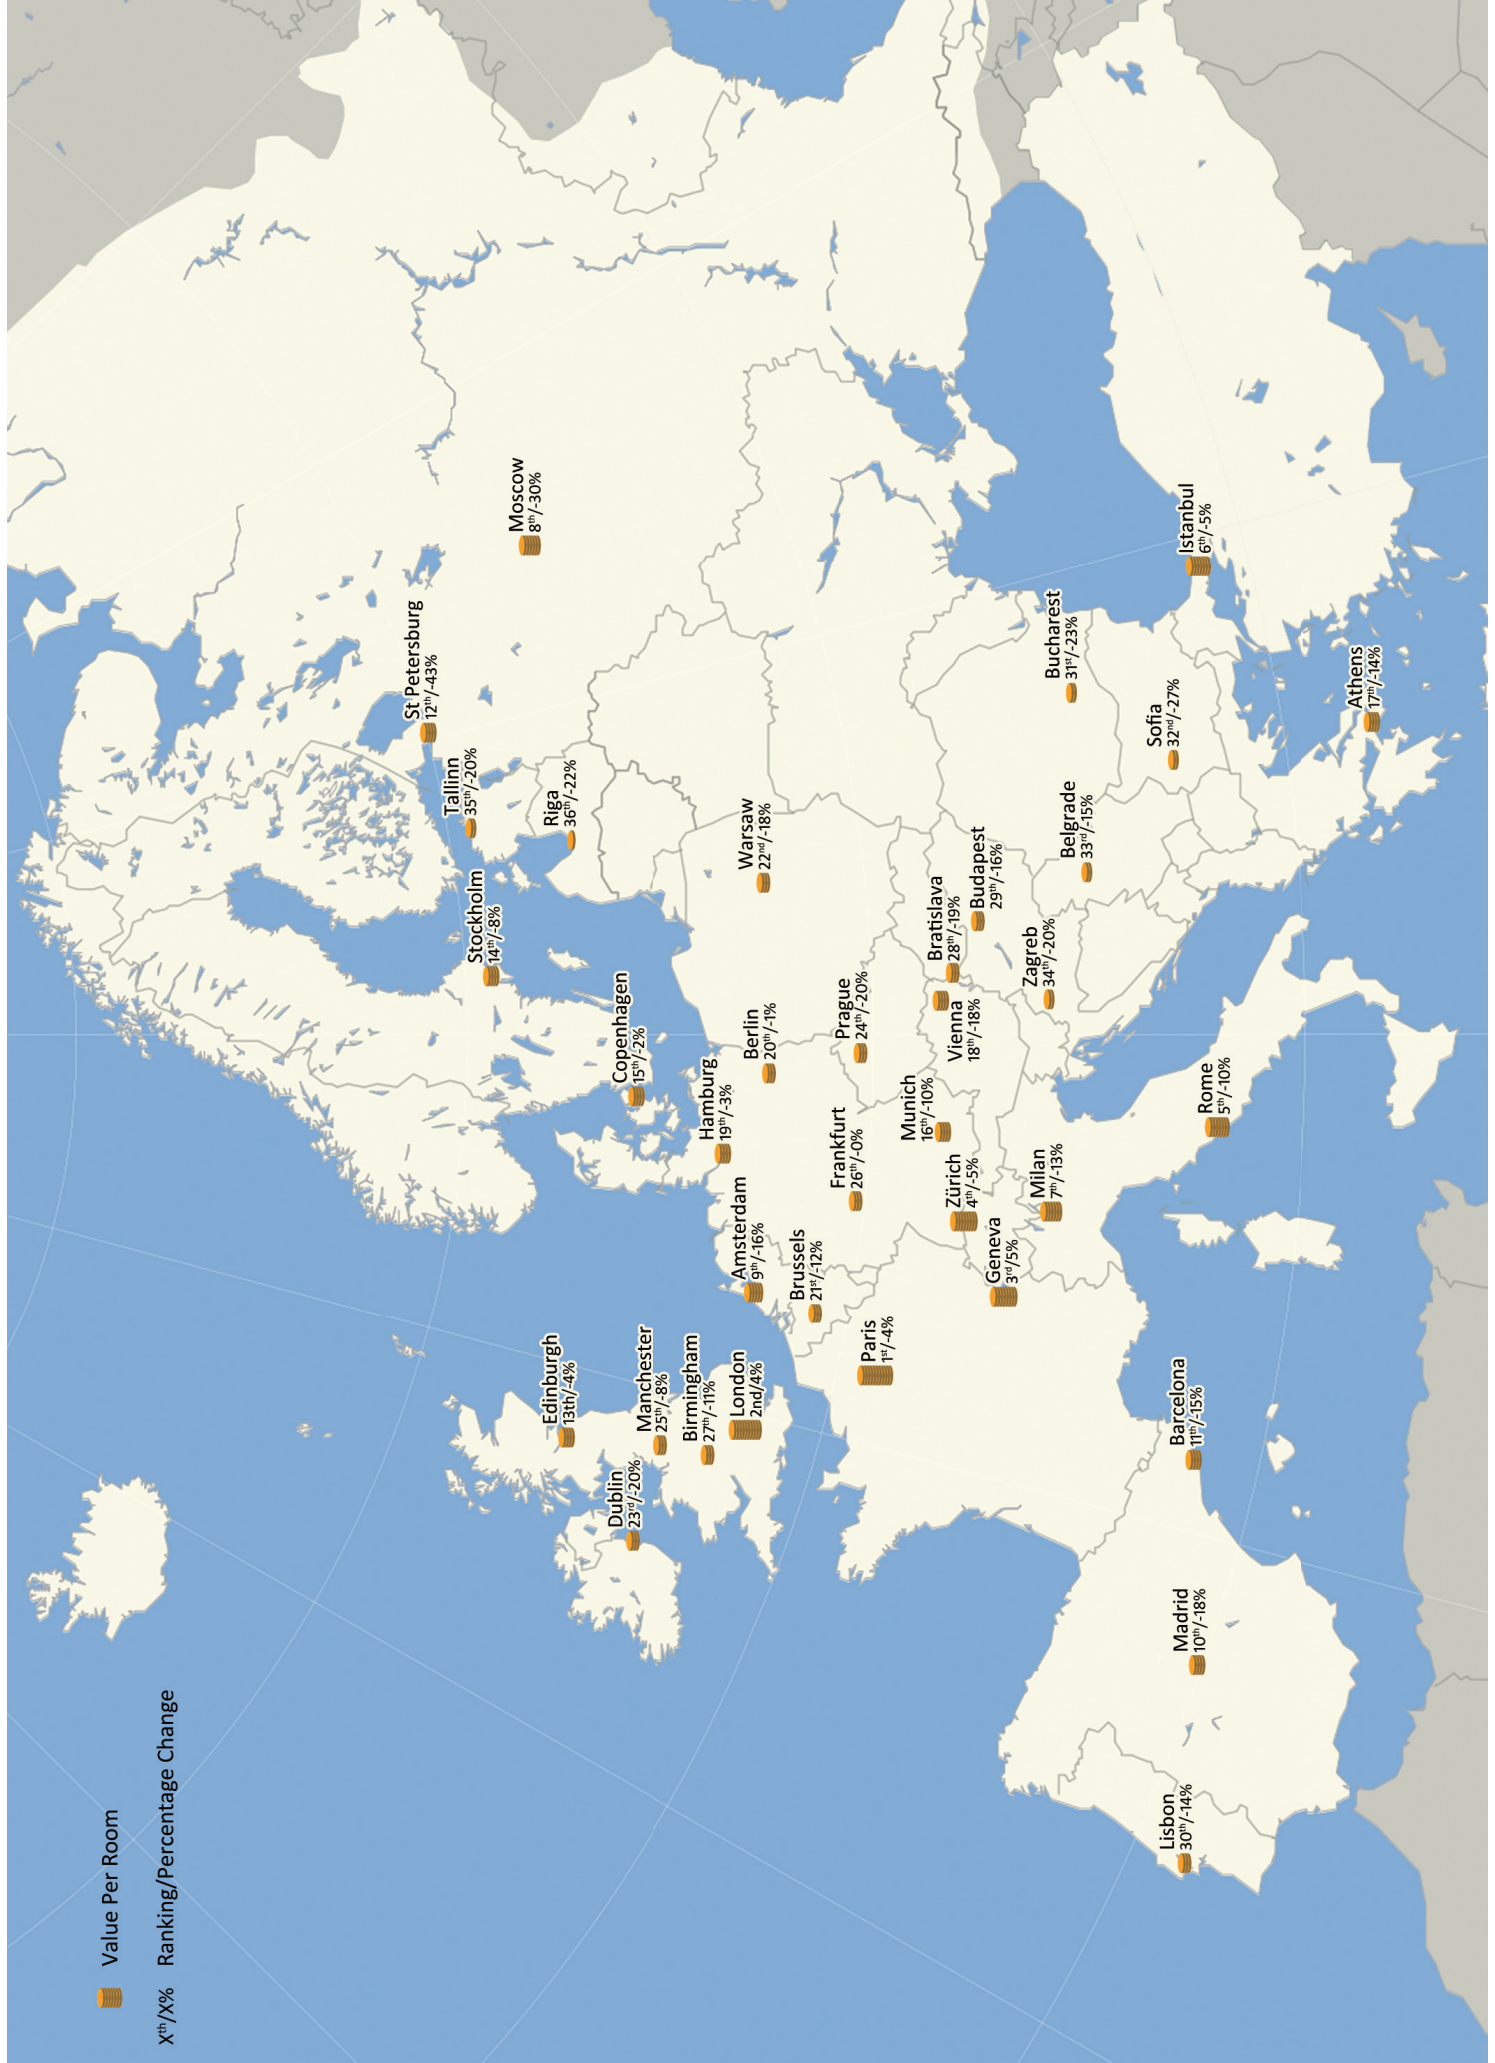 Value Per Room
Xth/X% Ranking/Percentage Change
St Petersburg
12th/-43%
Tallinn
35th/-20%
Stockholm
14th/-8%
Moscow
8th/-30%
Riga
36th/-22%
Edinburgh
13th/-4%
Dublin
23rd/-20%
Copenhagen
15th/-2%
Manchester
25th/-8%
Birmingham
27th/-11%
Hamburg
19th/-3%
London
2nd/4%
Amsterdam
9th/-16%
Berlin
20th/-1%
Warsaw
22nd/-18%
Brussels
21st/-12%
Paris
1st/-4%
Frankfurt
26th/-0%
Prague
24th/-20%
Munich
16th/-10%
Vienna
18th/-18%
Bratislava
28th/-19%
Budapest
29th/-16%
Zürich
4th/-5%
Geneva
3rd/5%
Milan
7th/-13%
Zagreb
34th/-20%
Belgrade
33rd/-15%
Bucharest
31st/-23%
Sofia
32nd/-27%
Istanbul
6th/-5%
Lisbon
30th/-14%
Madrid
10th/-18%
Barcelona
11th/-15%
Rome
5th/-10%
Athens
17th/-14%